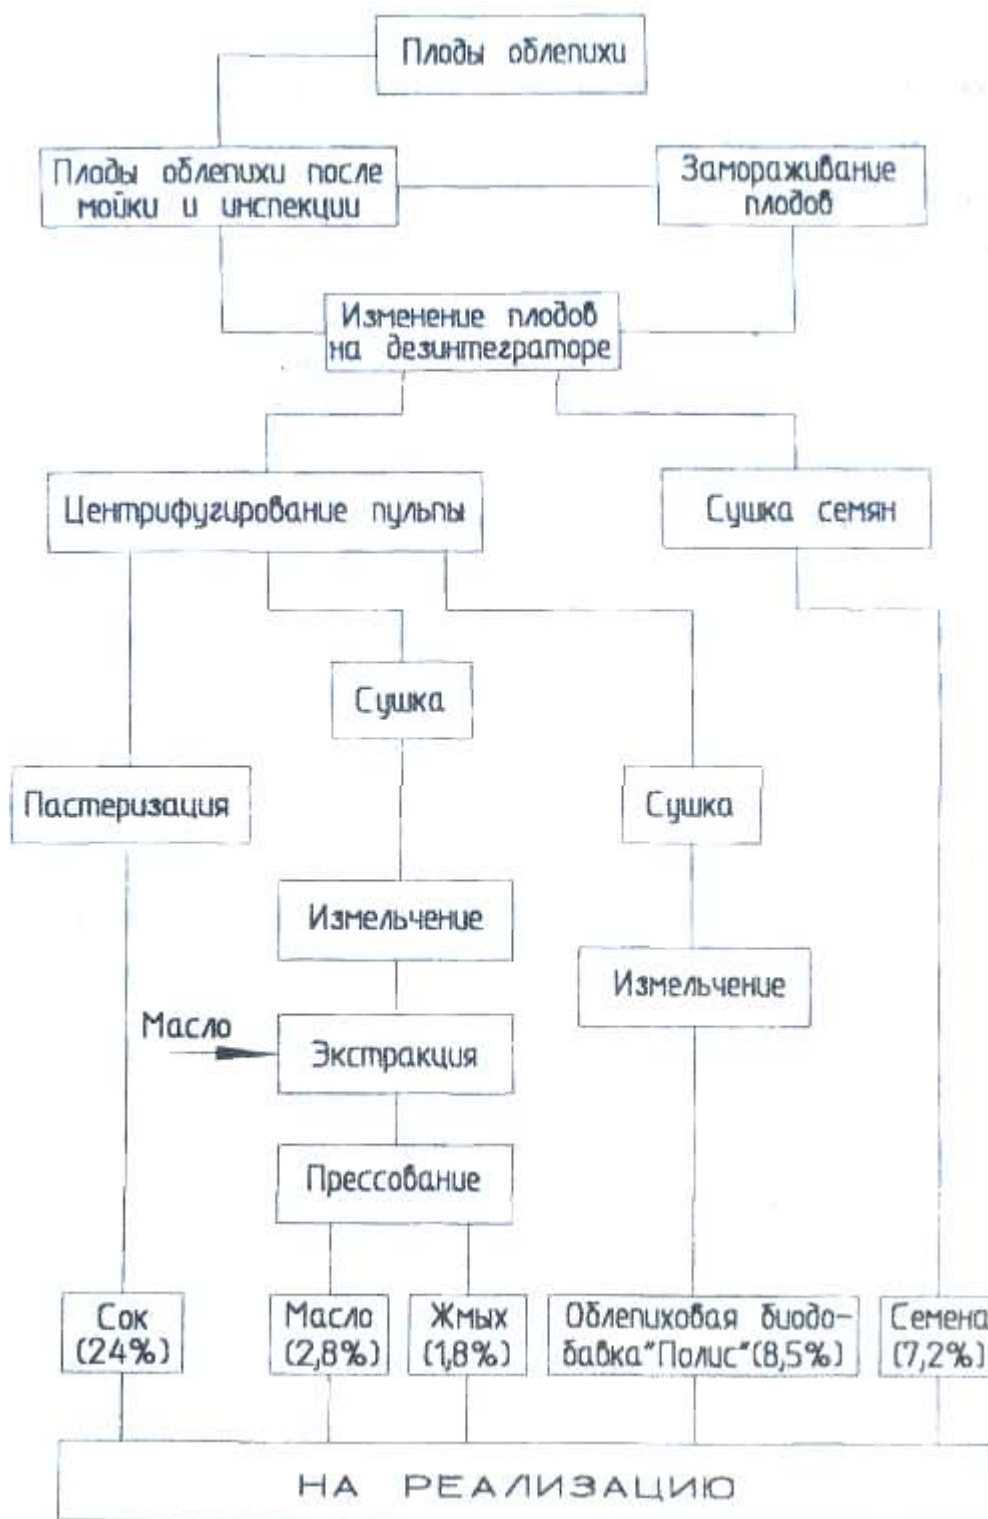 Плоды облепихи
Плоды облепихи после
мойки и инспекции
Замораживание
плодов
Изменение плодов
на дезинтеграторе
Центрифугирование пульпы
Сушка семян
Сушка
Пастеризация
Сушка
Измельчение
Измельчение
Масло
Экстракция
Прессование
Сок
(24%)
Масло
(2,8%)
Жмых
(1,8%)
Облепиховая биодо-
бавка"Полис"(8,5%)
Семена
(7,2%)
НА РЕАЛИЗАЦИЮ